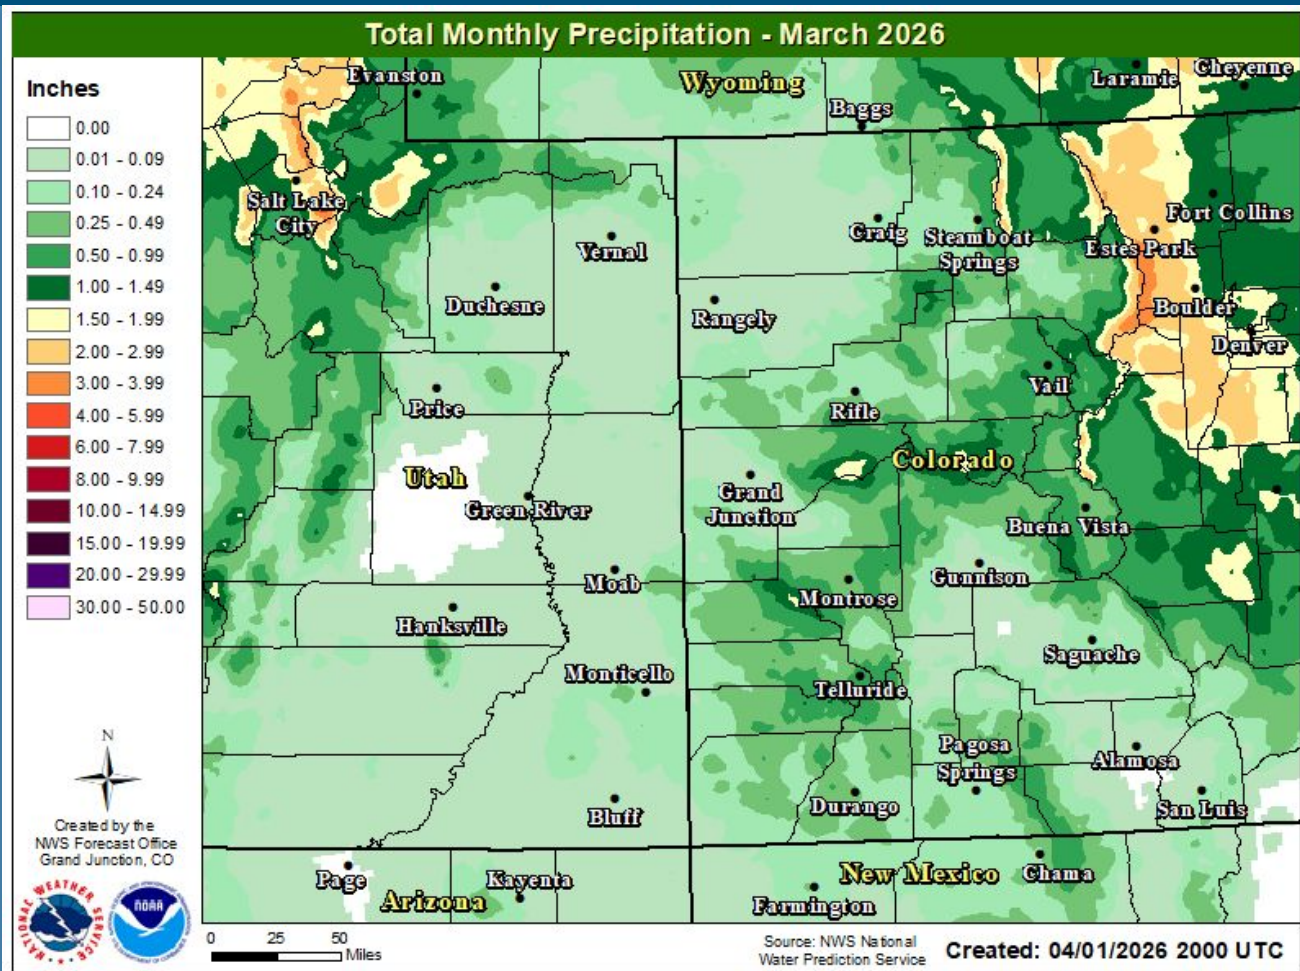 Total Monthly Precipitation - March 2026
Inches
0.00
0.01 - 0.09
0.10 - 0.24
0.25 - 0.49
0.50 - 0.99
1.00 - 1.49
1.50 - 1.99
2.00 - 2.99
3.00 - 3.99
4.00 - 5.99
6.00 - 7.99
8.00 - 9.99
10.00 - 14.99
15.00 - 19.99
20.00 - 29.99
30.00 - 50.00
N
Created by the
NWS Forecast Office
Grand Junction, CO
NATIONAL WEATHER SERVICE
NOAA
Evanston
Wyoming
Baggs
Laramie
Cheyenne
Salt Lake
City
Vernal
Craig
Steamboat
Springs
Fort Collins
Estes Park
Duchesne
Rangely
Boulder
Denver
Price
Rifle
Vail
Utah
Colorado
Green River
Grand
Junction
Buena Vista
Moab
Montrose
Gunnison
Hanksville
Saguache
Monticello
Telluride
Pagosa
Springs
Alamosa
Bluff
Durango
San Luis
Page
Kayenta
Arizona
New Mexico
Chama
Farmington
0 25 50
Miles
Source: NWS National
Water Prediction Service
Created: 04/01/2026 2000 UTC